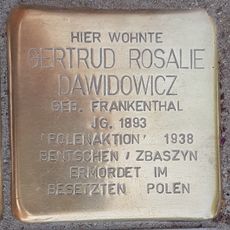 HIER WOHNTE
GERTRUD ROSALIE
DAWIDOWICZ
GEB. FRANKENTHAL
JG. 1893
'POLENAKTION' 1938
BENTSCHEN / ZBASZYN
ERMORDET IM
BESETZTEN POLEN